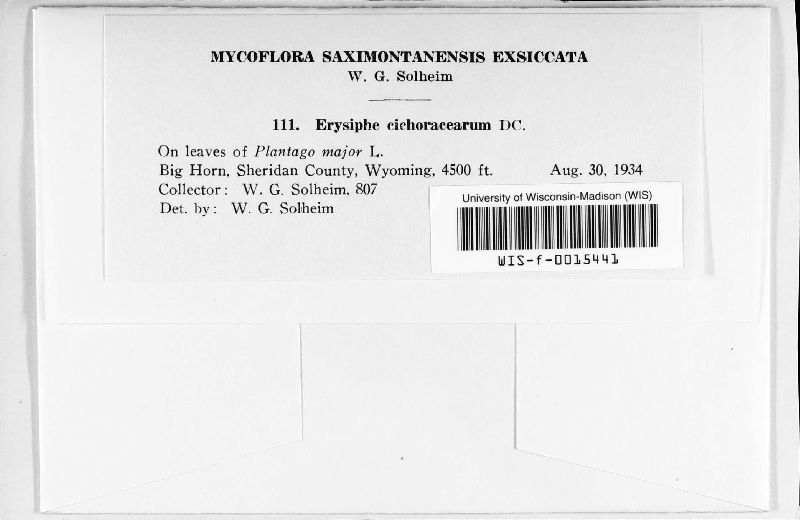 MYCOFLORA SAXIMONTANENSIS EXSICCATA
W. G. Solheim
111. Erysiphe cichoracearum DC.
On leaves of Plantago major L.
Big Horn, Sheridan County, Wyoming, 4500 ft. Aug. 30, 1934
Collector: W. G. Solheim, 807
Det. by: W. G. Solheim
University of Wisconsin-Madison (WIS)
WIS-f-0015441